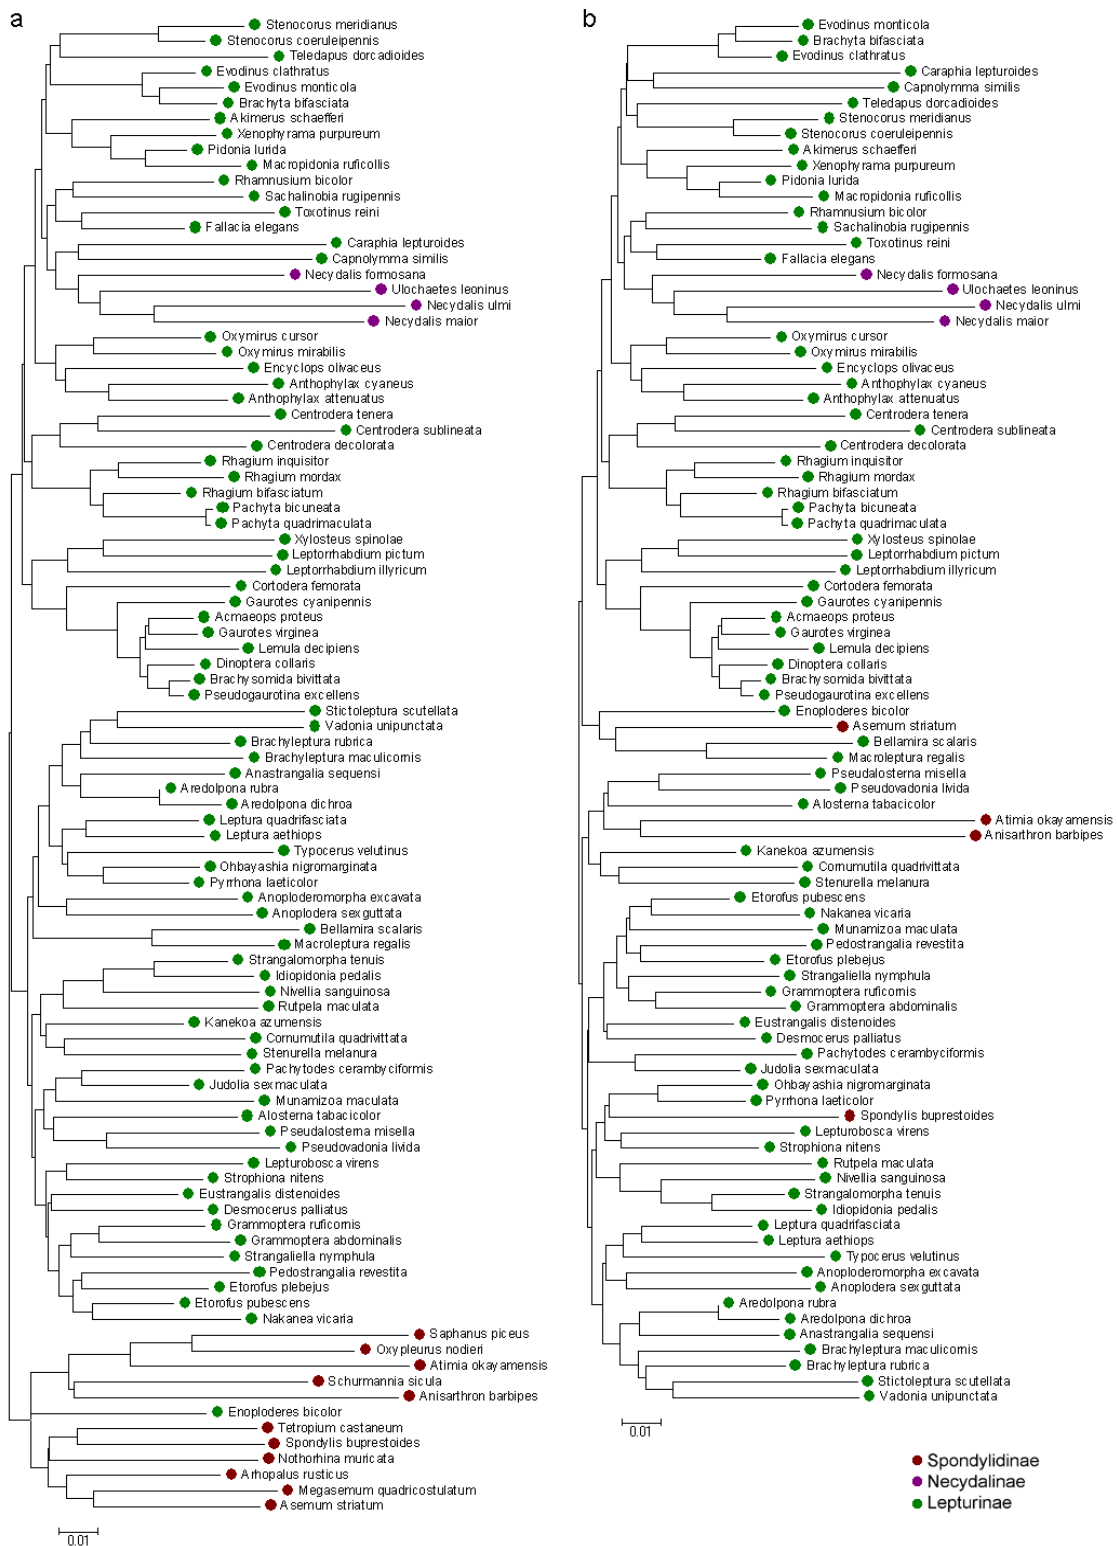 a
Stenocorus meridianus
Stenocorus coeruleipennis
Teledapus dorcadioides
Evodinus clathratus
Evodinus monticola
Brachyta bifasciata
Akimerus schaefferi
Xenophyrama purpureum
Pidonia lurida
Macropidonia ruficollis
Rhamnusium bicolor
Sachalinobia rugipennis
Toxotinus reini
Fallacia elegans
Caraphia lepturoides
Capnolymma similis
Necydalis formosana
Ulochaetes leoninus
Necydalis ulmi
Necydalis maior
Oxymirus cursor
Oxymirus mirabilis
Encyclops olivaceus
Anthophylax cyaneus
Anthophylax attenuatus
Centrodera tenera
Centrodera sublineata
Centrodera decolorata
Rhagium inquisitor
Rhagium mordax
Rhagium bifasciatum
Pachyta bicuneata
Pachyta quadrimaculata
Xylosteus spinolae
Leptorrhabdium pictum
Leptorrhabdium illyricum
Cortodera femorata
Gaurotes cyanipennis
Acmaeops proteus
Gaurotes virginea
Lemula decipiens
Dinoptera collaris
Brachysomida bivittata
Pseudogaurotina excellens
Stictoleptura scutellata
Vadonia unipunctata
Brachyleptura rubrica
Brachyleptura maculicornis
Anastrangalia sequensi
Aredolpona rubra
Aredolpona dichroa
Leptura quadrifasciata
Leptura aethiops
Typocerus velutinus
Ohbayashia nigromarginata
Pyrrhona laeticolor
Anoploderomorpha excavata
Anoplodera sexguttata
Bellamira scalaris
Macroleptura regalis
Strangalomorpha tenuis
Idiopidonia pedalis
Nivellia sanguinosa
Rutpela maculata
Kanekoa azumensis
Cornumutila quadrivittata
Stenurella melanura
Pachytodes cerambyciformis
Judolia sexmaculata
Munamizoa maculata
Alosterna tabacicolor
Pseudalosterna misella
Pseudovadonia livida
Lepturobosca virens
Strophiona nitens
Eustrangalis distenoides
Desmocerus palliatus
Grammoptera ruficornis
Grammoptera abdominalis
Strangaliella nymphula
Pedostrangalia revestita
Etorofus plebejus
Etorofus pubescens
Nakanea vicaria
Saphanus piceus
Oxypleurus nodieri
Atimia okayamensis
Schurmannia sicula
Anisarthron barbipes
Enoploderes bicolor
Tetropium castaneum
Spondylis buprestoides
Nothorhina muricata
Arhopalus rusticus
Megasemum quadricostulatum
Asemum striatum
0.01
b
Evodinus monticola
Brachyta bifasciata
Evodinus clathratus
Caraphia lepturoides
Capnolymma similis
Teledapus dorcadioides
Stenocorus meridianus
Stenocorus coeruleipennis
Akimerus schaefferi
Xenophyrama purpureum
Pidonia lurida
Macropidonia ruficollis
Rhamnusium bicolor
Sachalinobia rugipennis
Toxotinus reini
Fallacia elegans
Necydalis formosana
Ulochaetes leoninus
Necydalis ulmi
Necydalis maior
Oxymirus cursor
Oxymirus mirabilis
Encyclops olivaceus
Anthophylax cyaneus
Anthophylax attenuatus
Centrodera tenera
Centrodera sublineata
Centrodera decolorata
Rhagium inquisitor
Rhagium mordax
Rhagium bifasciatum
Pachyta bicuneata
Pachyta quadrimaculata
Xylosteus spinolae
Leptorrhabdium pictum
Leptorrhabdium illyricum
Cortodera femorata
Gaurotes cyanipennis
Acmaeops proteus
Gaurotes virginea
Lemula decipiens
Dinoptera collaris
Brachysomida bivittata
Pseudogaurotina excellens
Enoploderes bicolor
Asemum striatum
Bellamira scalaris
Macroleptura regalis
Pseudalosterna misella
Pseudovadonia livida
Alosterna tabacicolor
Atimia okayamensis
Anisarthron barbipes
Kanekoa azumensis
Cornumutila quadrivittata
Stenurella melanura
Etorofus pubescens
Nakanea vicaria
Munamizoa maculata
Pedostrangalia revestita
Etorofus plebejus
Strangaliella nymphula
Grammoptera ruficornis
Grammoptera abdominalis
Eustrangalis distenoides
Desmocerus palliatus
Pachytodes cerambyciformis
Judolia sexmaculata
Ohbayashia nigromarginata
Pyrrhona laeticolor
Spondylis buprestoides
Lepturobosca virens
Strophiona nitens
Rutpela maculata
Nivellia sanguinosa
Strangalomorpha tenuis
Idiopidonia pedalis
Leptura quadrifasciata
Leptura aethiops
Typocerus velutinus
Anoploderomorpha excavata
Anoplodera sexguttata
Aredolpona rubra
Aredolpona dichroa
Anastrangalia sequensi
Brachyleptura maculicornis
Brachyleptura rubrica
Stictoleptura scutellata
Vadonia unipunctata
0.01
Spondylidinae
Necydalinae
Lepturinae